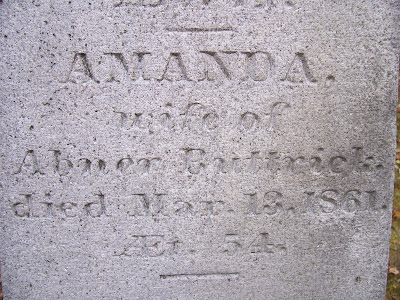 AMANDA.
wife of
Abner Buttrick.
died Mar. 13, 1861.
Æt. 54.